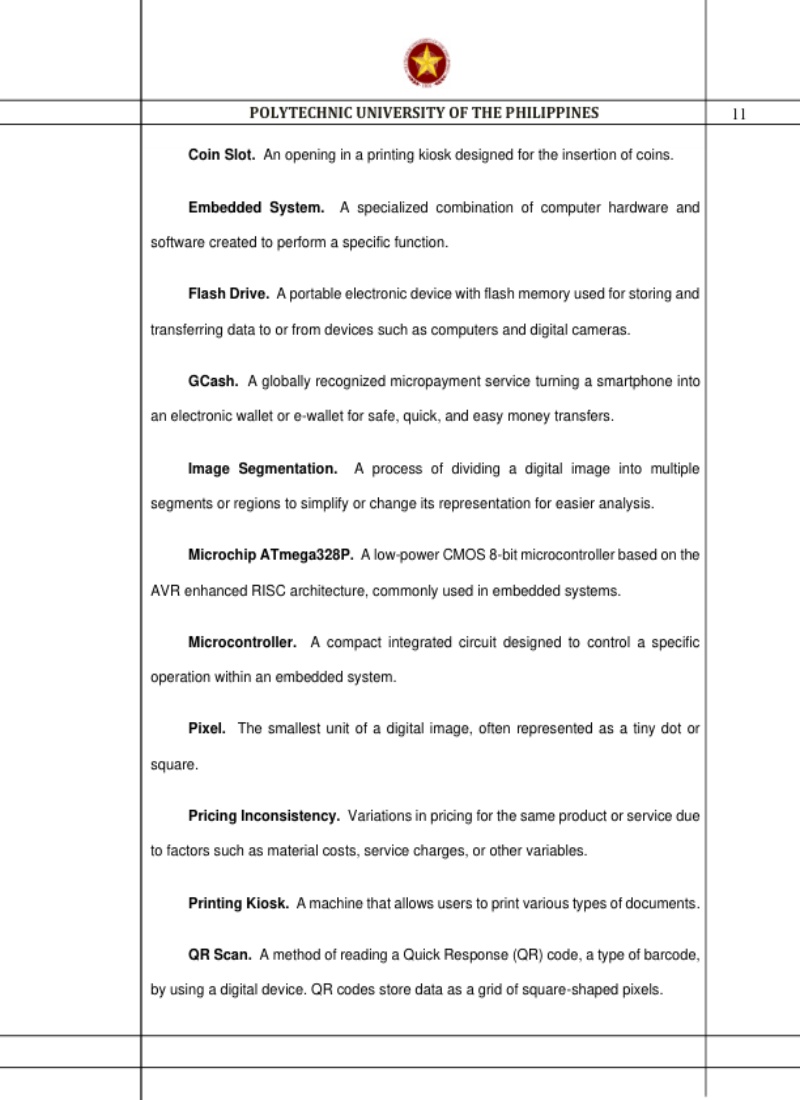 POLYTECHNIC UNIVERSITY OF THE PHILIPPINES 11
Coin Slot. An opening in a printing kiosk designed for the insertion of coins.
Embedded System. A specialized combination of computer hardware and
software created to perform a specific function.
Flash Drive. A portable electronic device with flash memory used for storing and
transferring data to or from devices such as computers and digital cameras.
GCash. A globally recognized micropayment service turning a smartphone into
an electronic wallet or e-wallet for safe, quick, and easy money transfers.
Image Segmentation. A process of dividing a digital image into multiple
segments or regions to simplify or change its representation for easier analysis.
Microchip ATmega328P. A low-power CMOS 8-bit microcontroller based on the
AVR enhanced RISC architecture, commonly used in embedded systems.
Microcontroller. A compact integrated circuit designed to control a specific
operation within an embedded system.
Pixel. The smallest unit of a digital image, often represented as a tiny dot or
square.
Pricing Inconsistency. Variations in pricing for the same product or service due
to factors such as material costs, service charges, or other variables.
Printing Kiosk. A machine that allows users to print various types of documents.
QR Scan. A method of reading a Quick Response (QR) code, a type of barcode,
by using a digital device. QR codes store data as a grid of square-shaped pixels.